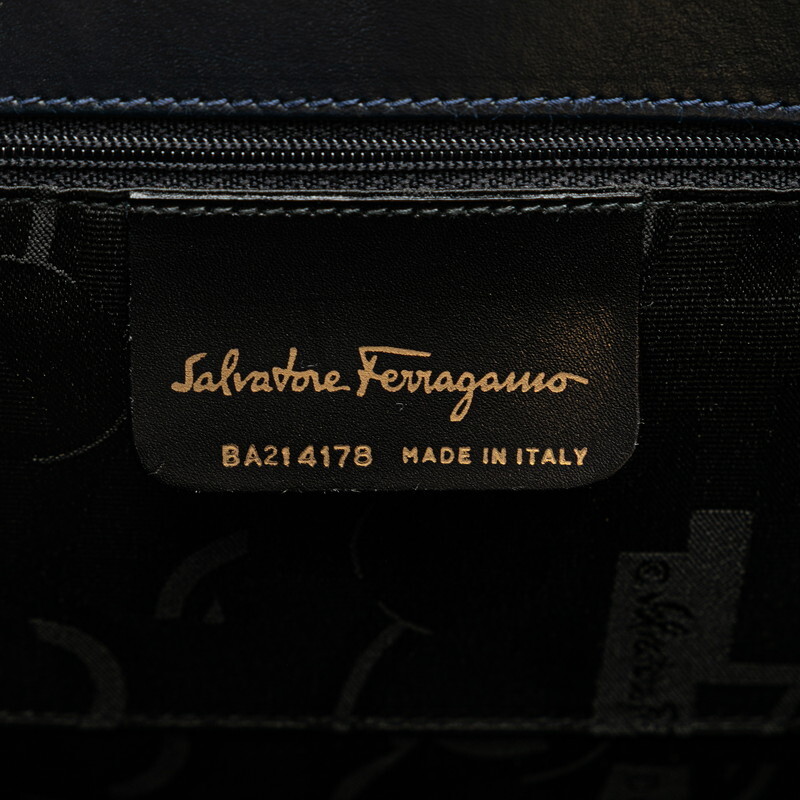 Salvatore Ferragamo
BA214178 MADE IN ITALY